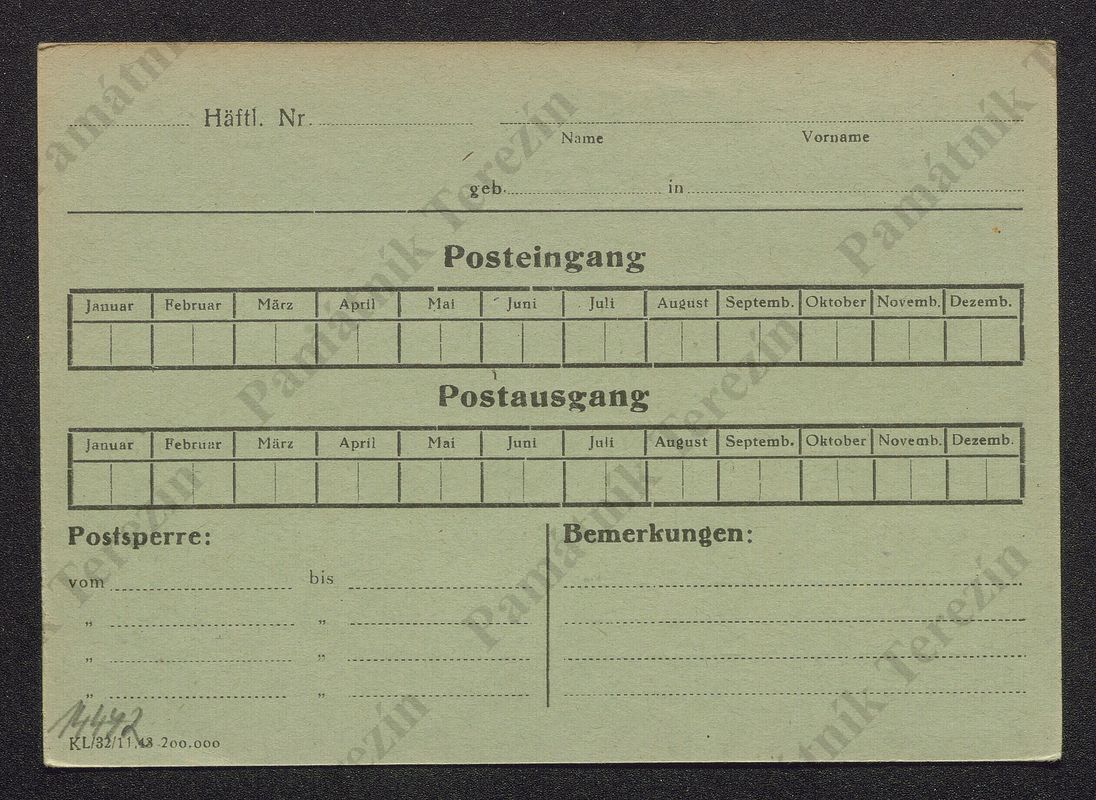 Häftl. Nr.
Name Vorname
geb. in
Posteingang
Januar Februar März April Mai Juni Juli August Septemb. Oktober Novemb. Dezemb.
Postausgang
Januar Februar März April Mai Juni Juli August Septemb. Oktober Novemb. Dezemb.
Postsperre: Bemerkungen:
vom bis
„ „
„ „
„ „
KL/32/11.43 200.000
Památník Terezín